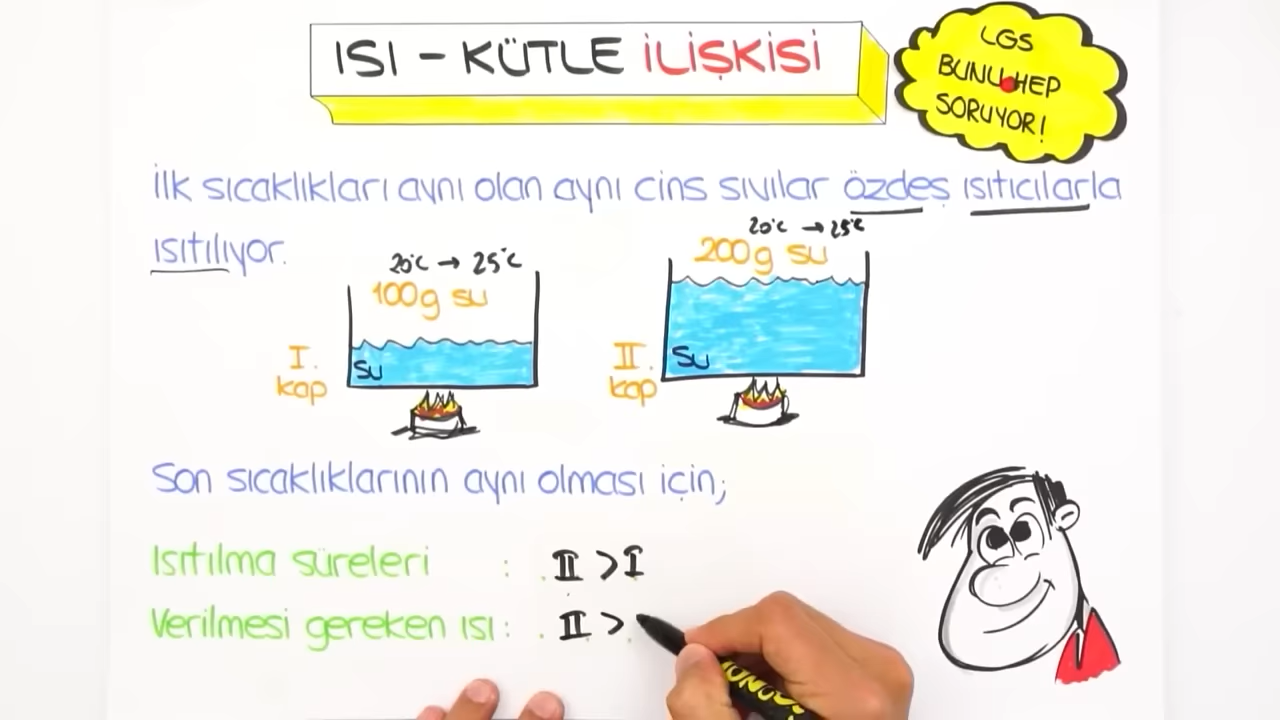 ISI - KÜTLE İLİŞKİSİ
LGS
BUNU HEP
SORUYOR!
İlk sıcaklıkları aynı olan aynı cins sıvılar özdeş ısıtıcılarla
ısıtılıyor.
20°C → 25°C
100g su
I.
kap
Su
20°C → 25°C
200g su
II.
kap
Su
Son sıcaklıklarının aynı olması için;
Isıtılma süreleri : II > I
Verilmesi gereken ısı : II >